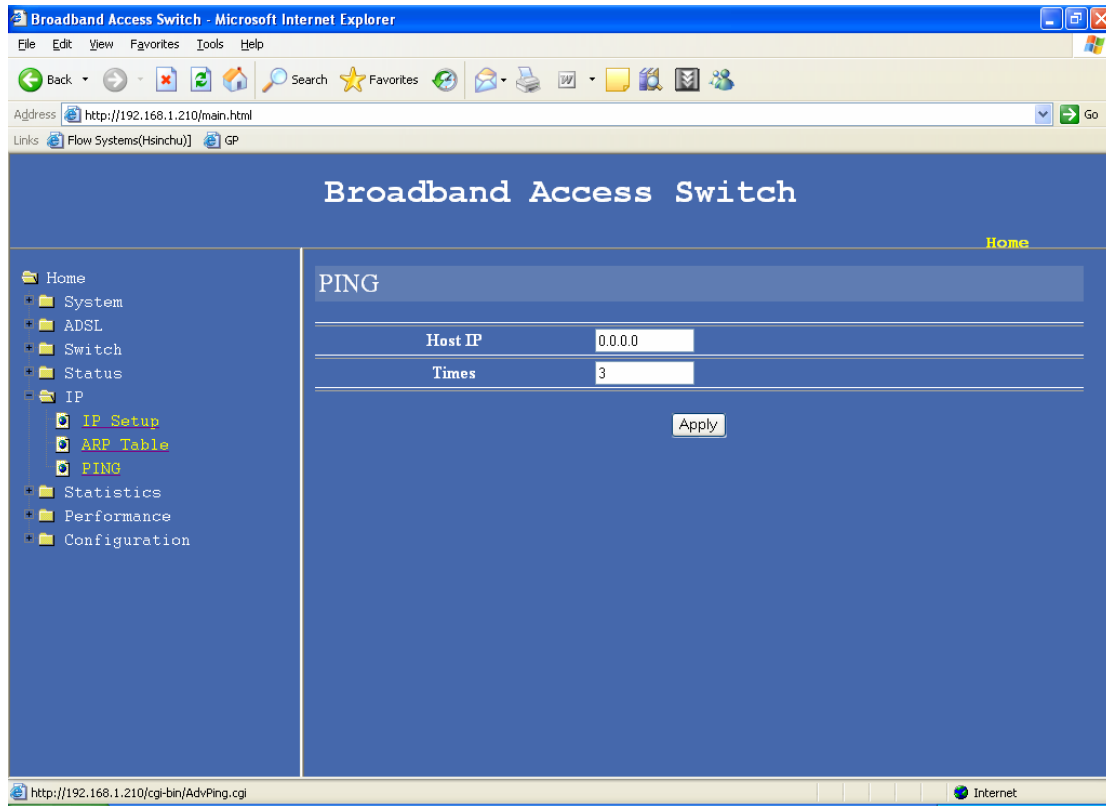 Broadband Access Switch - Microsoft Internet Explorer
File Edit View Favorites Tools Help
Back Search Favorites
Address http://192.168.1.210/main.html Go
Links Flow Systems(Hsinchu)] GP
Broadband Access Switch
Home
Home
System
ADSL
Switch
Status
IP
IP Setup
ARP Table
PING
Statistics
Performance
Configuration
PING
Host IP 0.0.0.0
Times 3
Apply
http://192.168.1.210/cgi-bin/AdvPing.cgi Internet